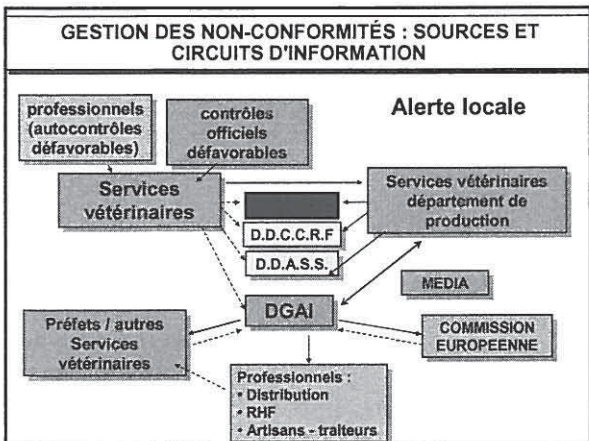 GESTION DES NON-CONFORMITÉS : SOURCES ET
CIRCUITS D'INFORMATION
professionnels
(autocontrôles
défavorables)
contrôles
officiels
défavorables
Alerte locale
Services
vétérinaires
Services vétérinaires
département de
production
D.D.C.C.R.F
D.D.A.S.S.
MEDIA
DGAI
Préfets / autres
Services
vétérinaires
COMMISSION
EUROPEENNE
Professionnels :
• Distribution
• RHF
• Artisans - traiteurs